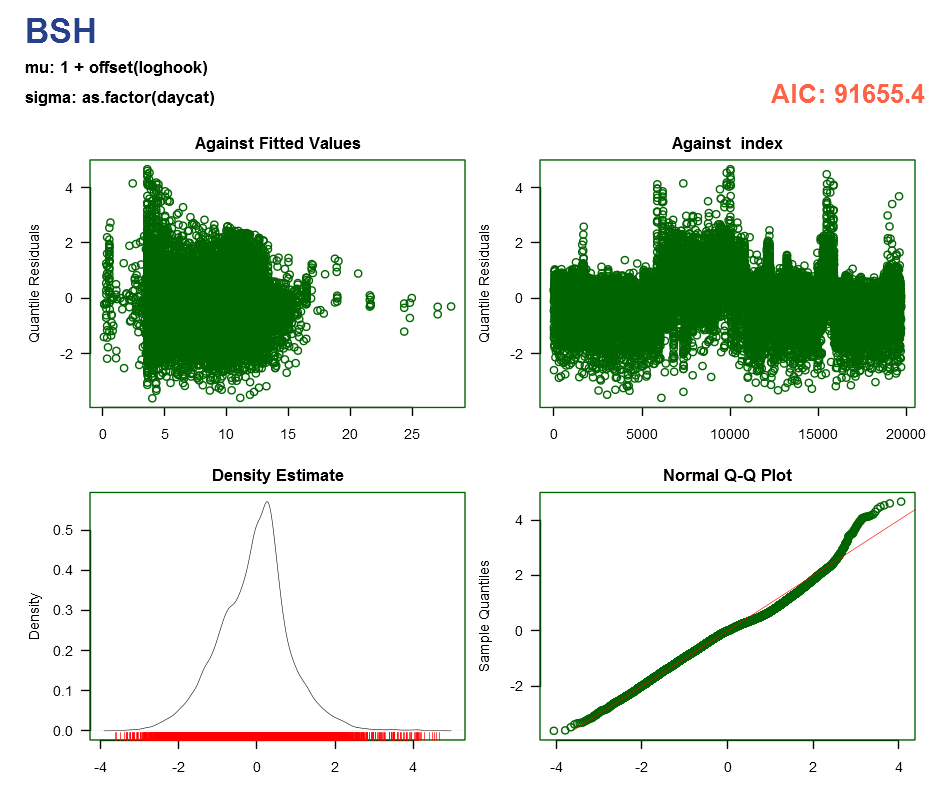 BSH
mu: 1 + offset(loghook)
sigma: as.factor(daycat)
AIC: 91655.4
Against Fitted Values
Quantile Residuals
4
2
0
-2
0 5 10 15 20 25
Against index
Quantile Residuals
4
2
0
-2
0 5000 10000 15000 20000
Density Estimate
Density
0.5
0.4
0.3
0.2
0.1
0.0
-4 -2 0 2 4
Normal Q-Q Plot
Sample Quantiles
4
2
0
-2
-4 -2 0 2 4